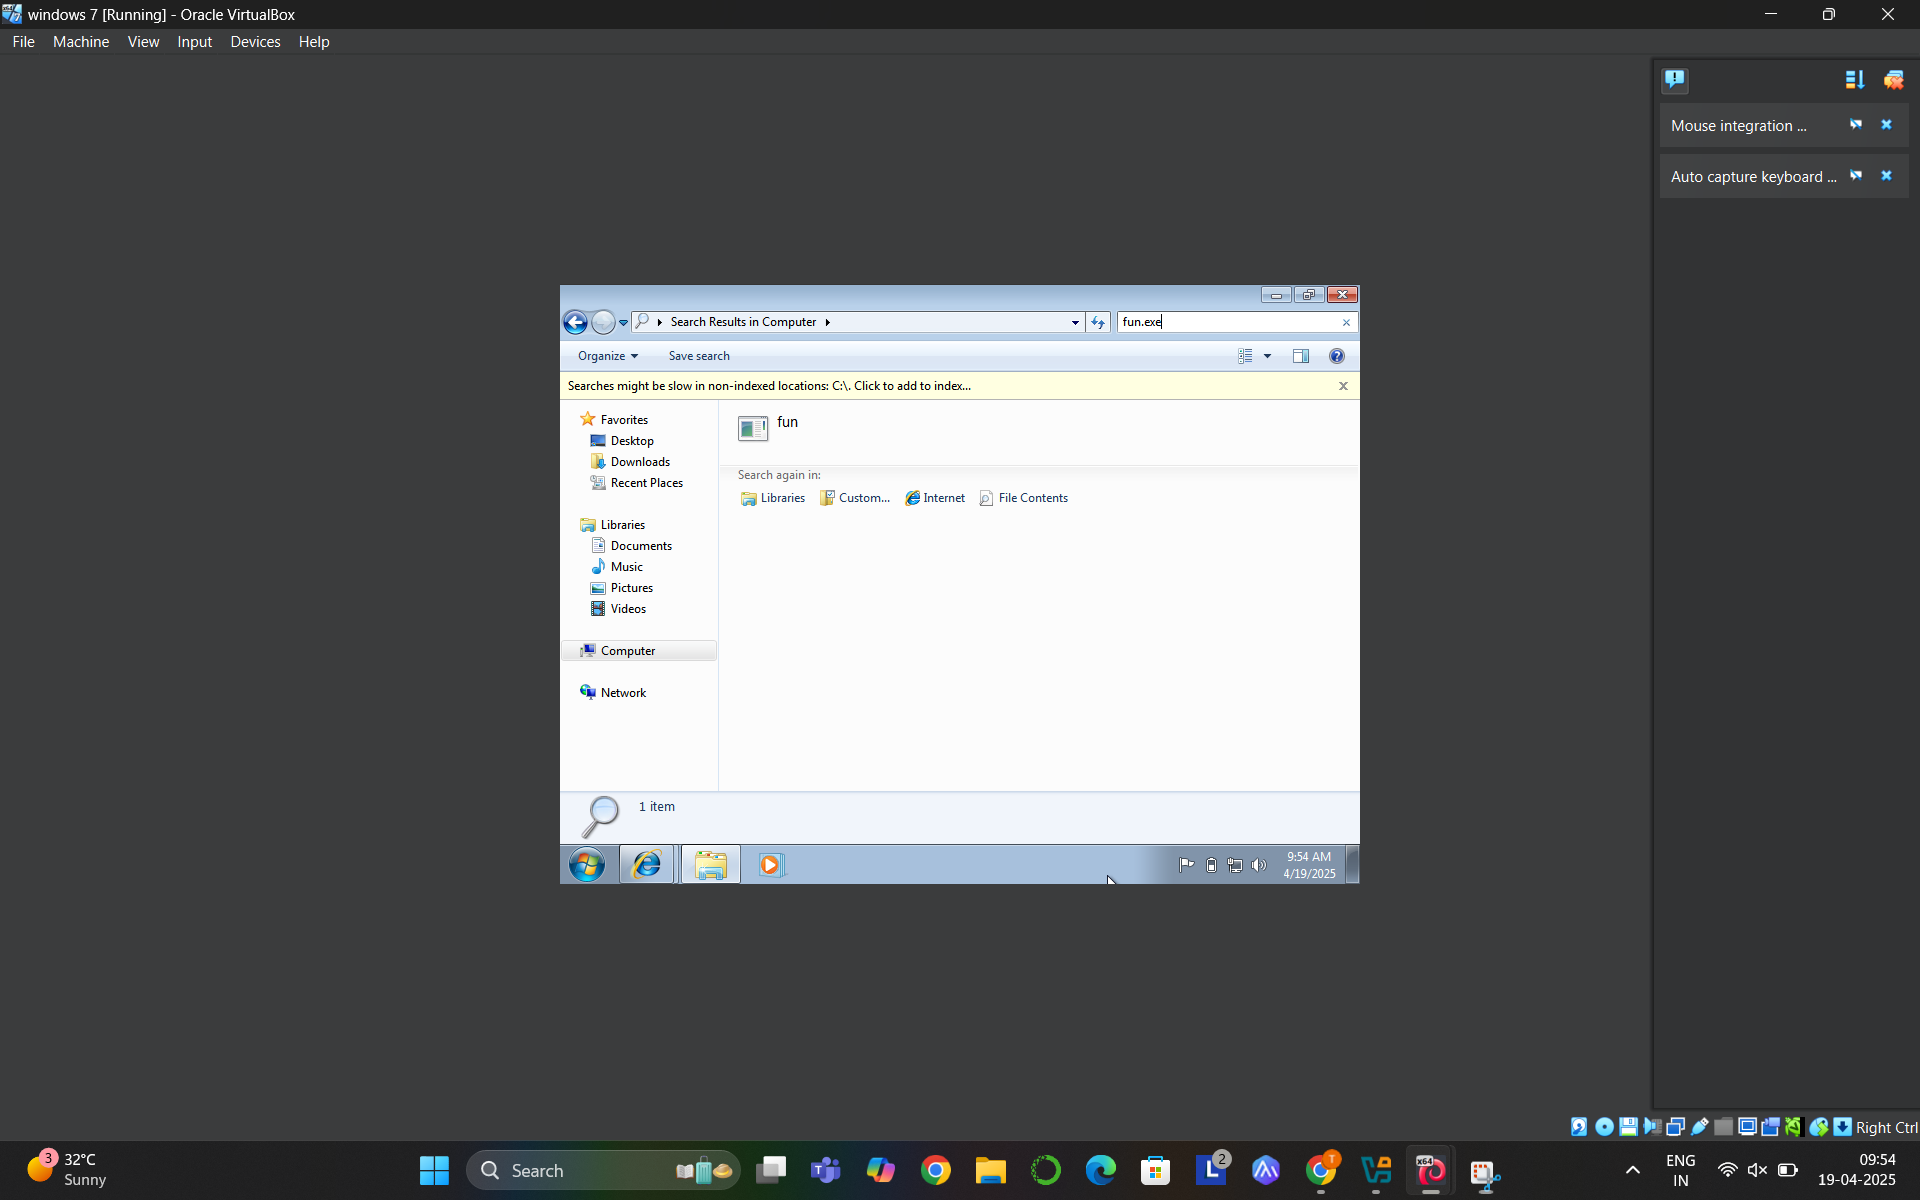 windows 7 [Running] - Oracle VirtualBox
File Machine View Input Devices Help
Mouse integration ...
Auto capture keyboard ...
Search Results in Computer
fun.exe
Organize Save search
Searches might be slow in non-indexed locations: C:\. Click to add to index...
Favorites
Desktop
Downloads
Recent Places
Libraries
Documents
Music
Pictures
Videos
Computer
Network
fun
Search again in:
Libraries Custom... Internet File Contents
1 item
9:54 AM
4/19/2025
Right Ctrl
3
32°C
Sunny
Search
L 2
T
x64
ENG
IN
09:54
19-04-2025